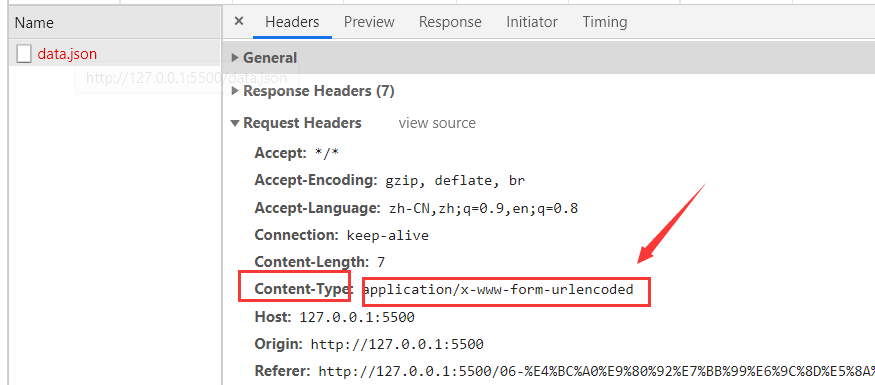 Name
× Headers Preview Response Initiator Timing
data.json
General
http://127.0.0.1:5500/data.json
Response Headers (7)
Request Headers view source
Accept: */*
Accept-Encoding: gzip, deflate, br
Accept-Language: zh-CN,zh;q=0.9,en;q=0.8
Connection: keep-alive
Content-Length: 7
Content-Type: application/x-www-form-urlencoded
Host: 127.0.0.1:5500
Origin: http://127.0.0.1:5500
Referer: http://127.0.0.1:5500/06-%E4%BC%A0%E9%80%92%E7%BB%99%E6%9C%8D%E5%8A%